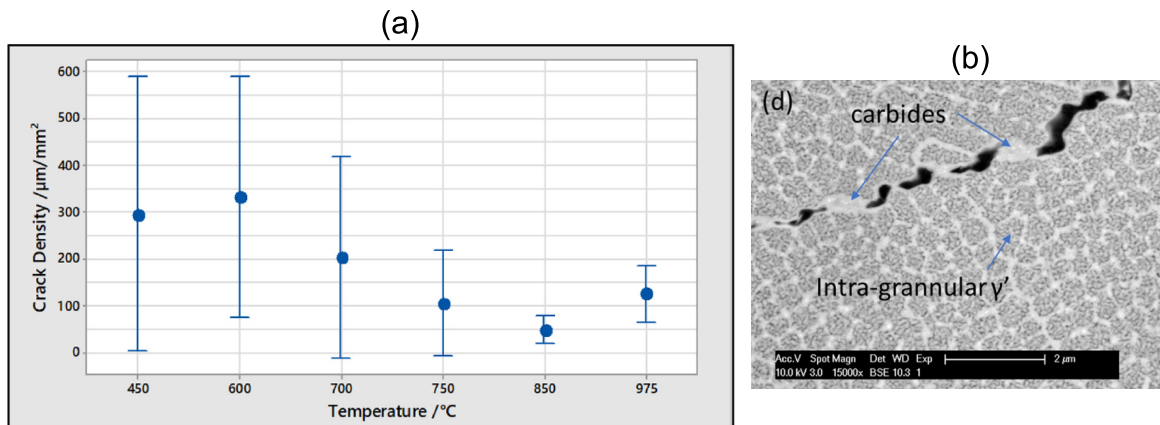 (a)
600
500
400
300
200
100
0
Crack Density /µm/mm²
450 600 700 750 850 975
Temperature /°C
(b)
(d)
carbides
Intra-grannular γ’
Acc.V Spot Magn Det WD Exp 2 µm
10.0 kV 3.0 15000x BSE 10.3 1